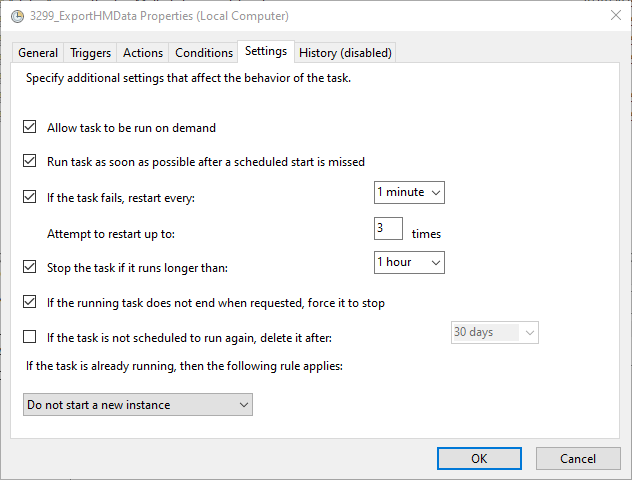 3299_ExportHMData Properties (Local Computer)
General Triggers Actions Conditions Settings History (disabled)
Specify additional settings that affect the behavior of the task.
Allow task to be run on demand
Run task as soon as possible after a scheduled start is missed
If the task fails, restart every: 1 minute
Attempt to restart up to: 3 times
Stop the task if it runs longer than: 1 hour
If the running task does not end when requested, force it to stop
If the task is not scheduled to run again, delete it after: 30 days
If the task is already running, then the following rule applies:
Do not start a new instance
OK Cancel